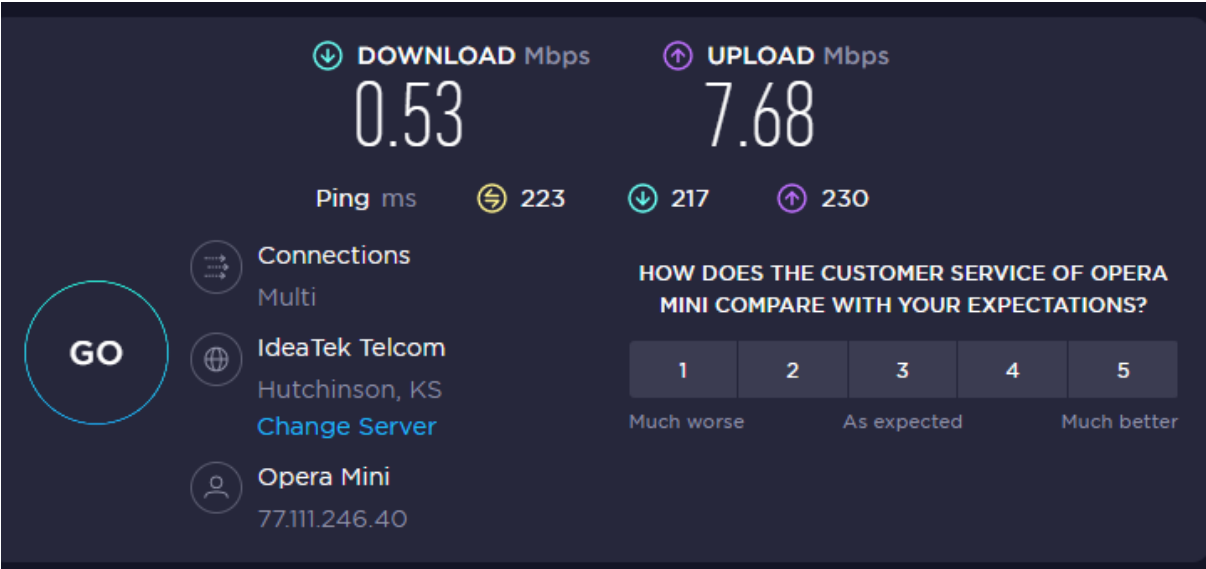 DOWNLOAD Mbps
0.53
UPLOAD Mbps
7.68
Ping ms 223 217 230
GO
Connections
Multi
IdeaTek Telcom
Hutchinson, KS
Change Server
Opera Mini
77.111.246.40
HOW DOES THE CUSTOMER SERVICE OF OPERA
MINI COMPARE WITH YOUR EXPECTATIONS?
1 2 3 4 5
Much worse As expected Much better